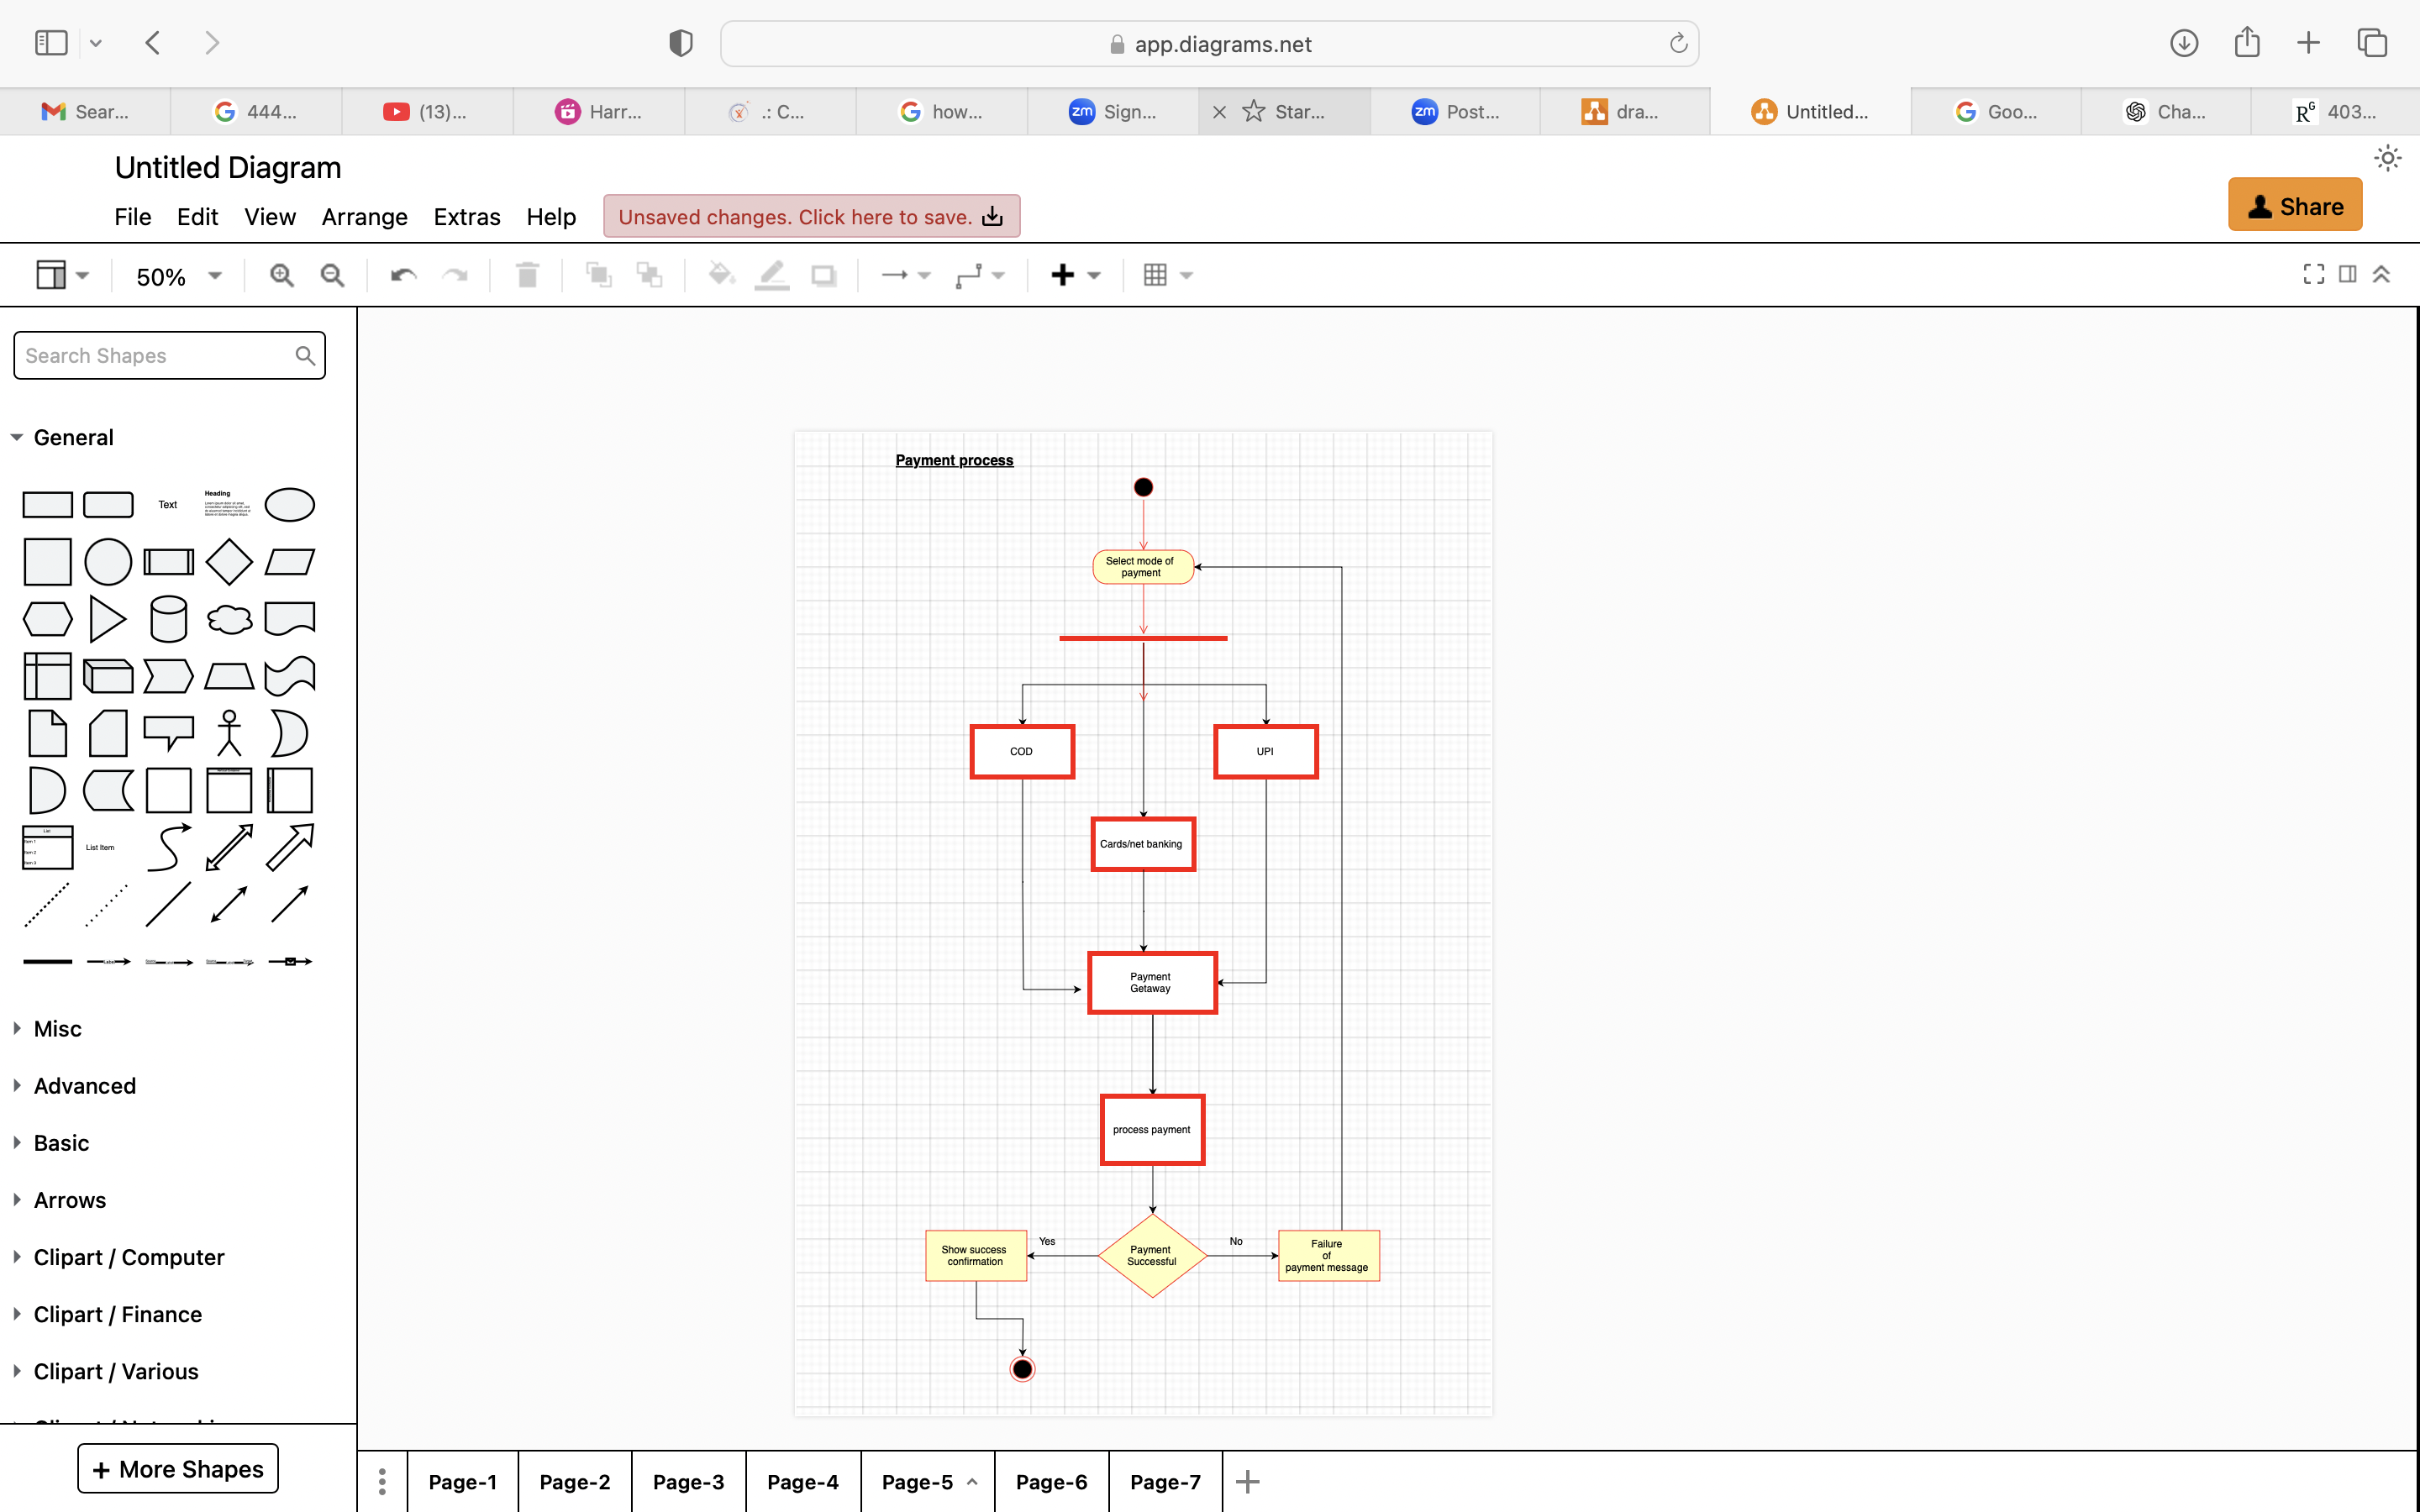 app.diagrams.net
Sear...
444...
(13)...
Harr...
.: C...
how...
zm
Sign...
Star...
zm
Post...
dra...
Untitled...
Goo...
Cha...
RG
403...
Untitled Diagram
File
Edit
View
Arrange
Extras
Help
Unsaved changes. Click here to save.
Share
50%
Search Shapes
General
Text
Heading
List Item
Misc
Advanced
Basic
Arrows
Clipart / Computer
Clipart / Finance
Clipart / Various
More Shapes
Payment process
Select mode of
payment
COD
UPI
Cards/net banking
Payment
Getaway
process payment
Show success
confirmation
Yes
Payment
Successful
No
Failure
of
payment message
Page-1
Page-2
Page-3
Page-4
Page-5
Page-6
Page-7